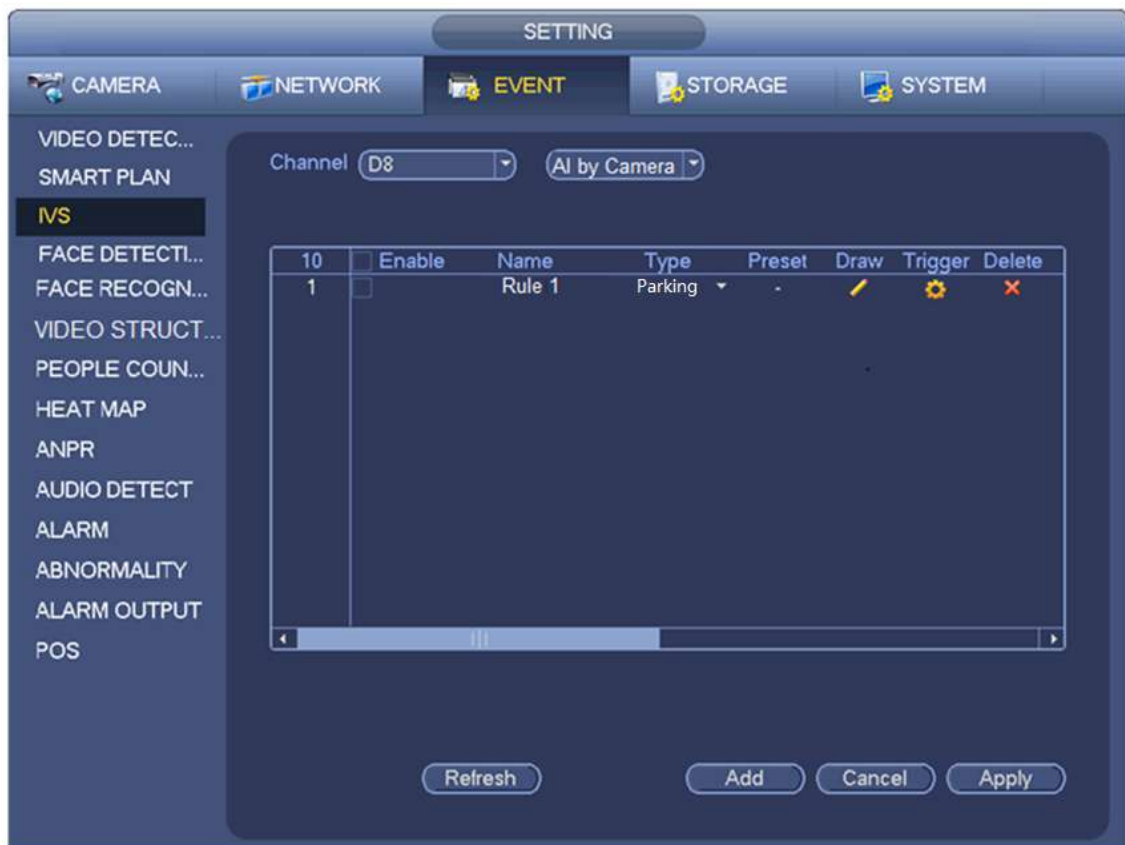 SETTING
CAMERA NETWORK EVENT STORAGE SYSTEM
VIDEO DETEC...
SMART PLAN
IVS
FACE DETECTI...
FACE RECOGN...
VIDEO STRUCT...
PEOPLE COUN...
HEAT MAP
ANPR
AUDIO DETECT
ALARM
ABNORMALITY
ALARM OUTPUT
POS
Channel D8 AI by Camera
10 Enable Name Type Preset Draw Trigger Delete
1 Rule 1 Parking -
Refresh Add Cancel Apply